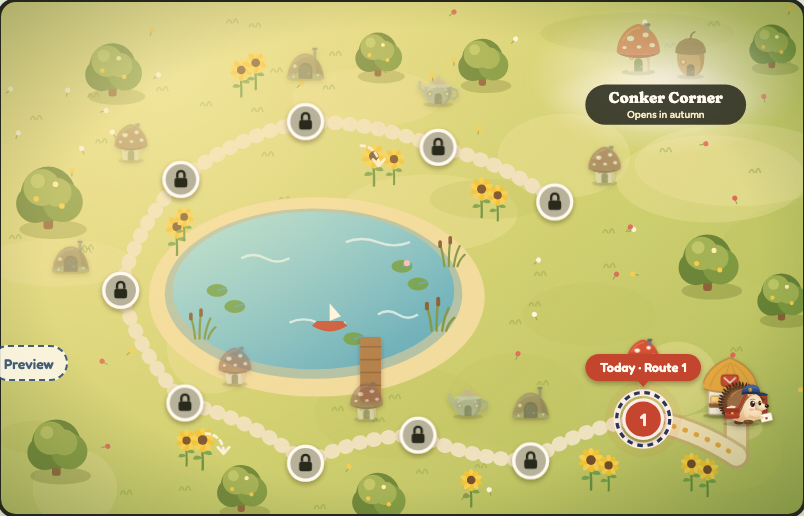 Conker Corner
Opens in autumn
Preview
Today · Route 1
1